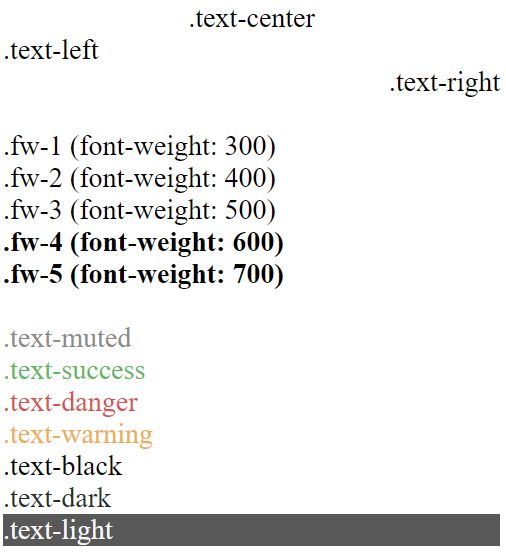 .text-center
.text-left
.text-right
.fw-1 (font-weight: 300)
.fw-2 (font-weight: 400)
.fw-3 (font-weight: 500)
.fw-4 (font-weight: 600)
.fw-5 (font-weight: 700)
.text-muted
.text-success
.text-danger
.text-warning
.text-black
.text-dark
.text-light